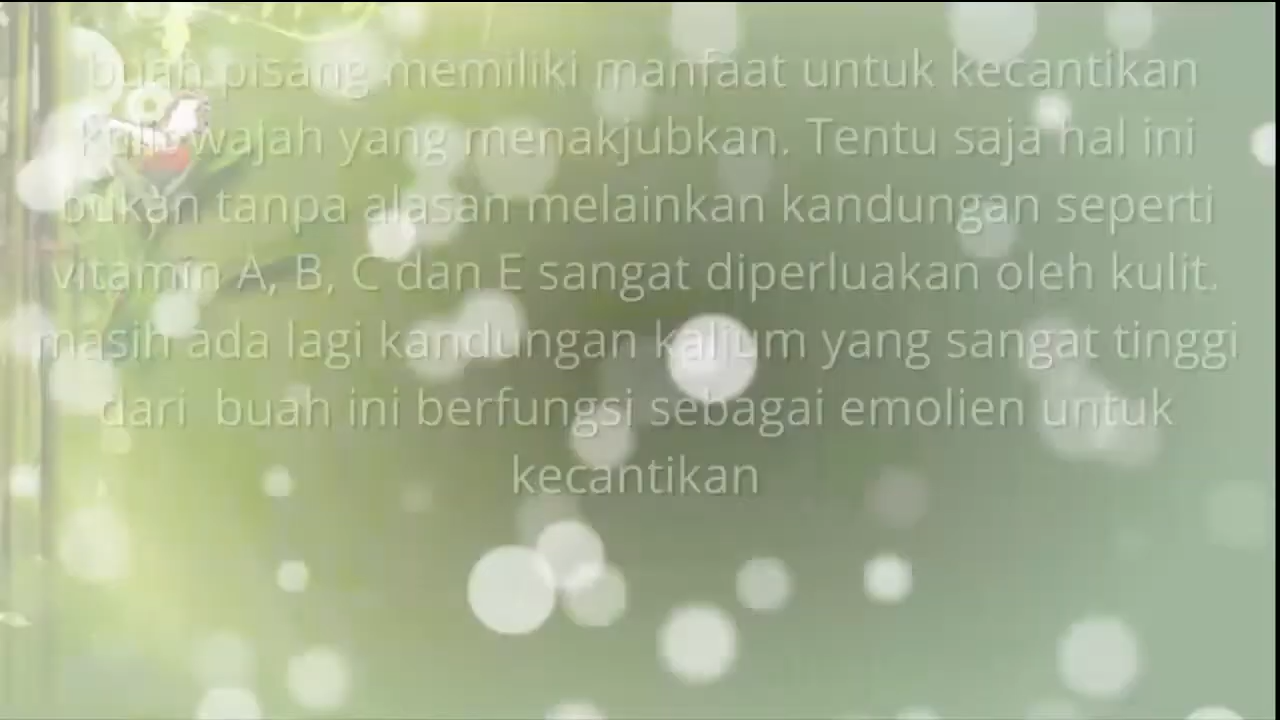 buah pisang memiliki manfaat untuk kecantikan
kulit wajah yang menakjubkan. Tentu saja hal ini
bukan tanpa alasan melainkan kandungan seperti
vitamin A, B, C dan E sangat diperluakan oleh kulit.
masih ada lagi kandungan kalium yang sangat tinggi
dari  buah ini berfungsi sebagai emolien untuk
kecantikan